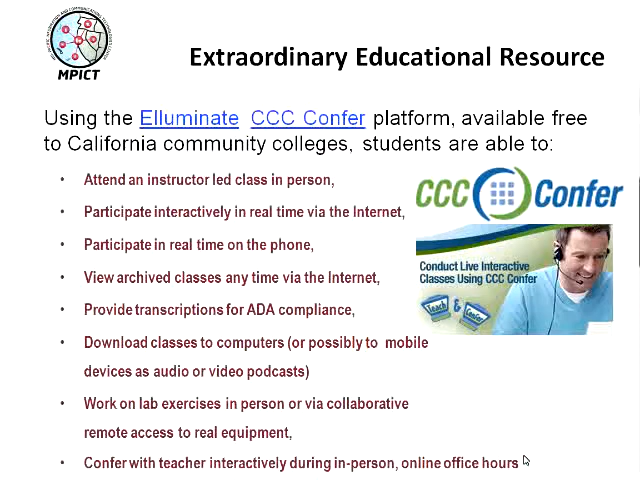 MPICT
Extraordinary Educational Resource
Using the Elluminate CCC Confer platform, available free
to California community colleges, students are able to:
• Attend an instructor led class in person,
• Participate interactively in real time via the Internet,
• Participate in real time on the phone,
• View archived classes any time via the Internet,
• Provide transcriptions for ADA compliance,
• Download classes to computers (or possibly to mobile
devices as audio or video podcasts)
• Work on lab exercises in person or via collaborative
remote access to real equipment,
• Confer with teacher interactively during in-person, online office hours
CCC Confer
Conduct Live Interactive
Classes Using CCC Confer
Teach & Confer